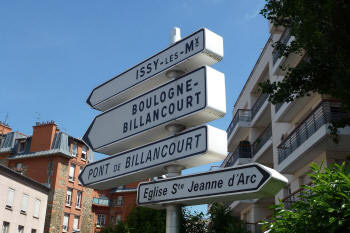 ISSY-LES-Mx
BOULOGNE-
BILLANCOURT
PONT DE BILLANCOURT
Eglise Ste Jeanne d'Arc